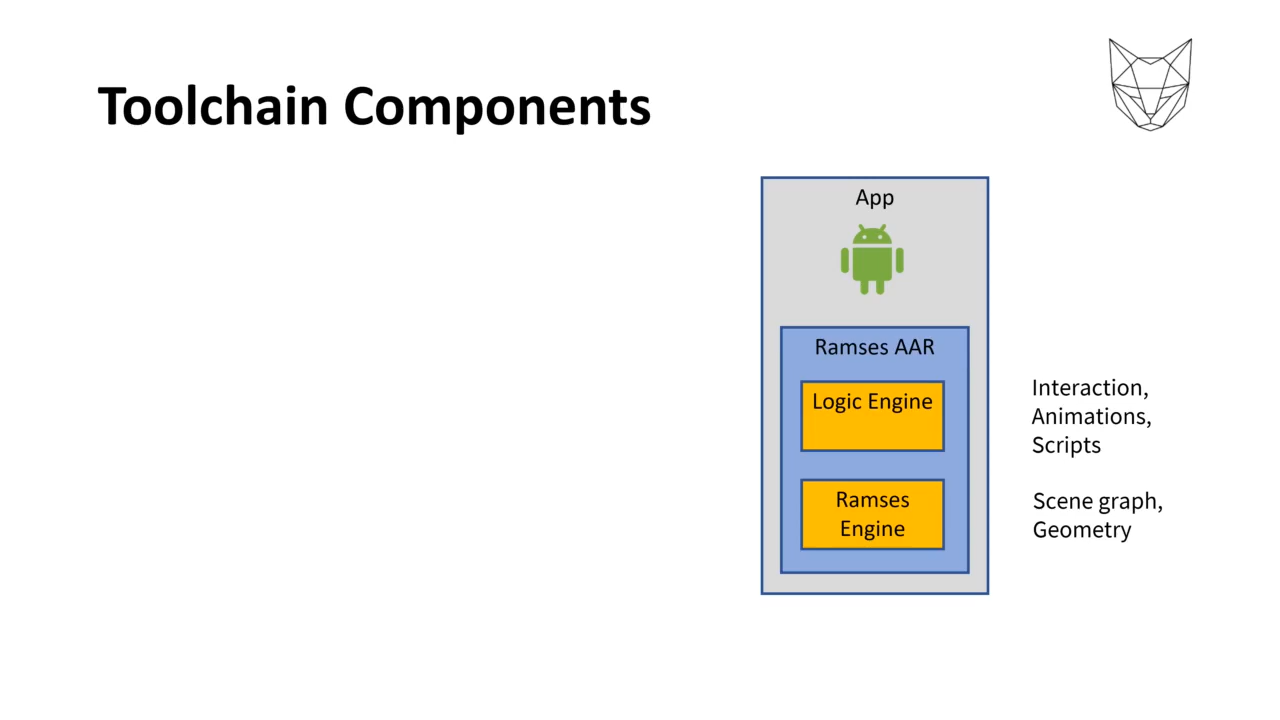 Toolchain Components
App
Ramses AAR
Logic Engine
Ramses
Engine
Interaction,
Animations,
Scripts
Scene graph,
Geometry